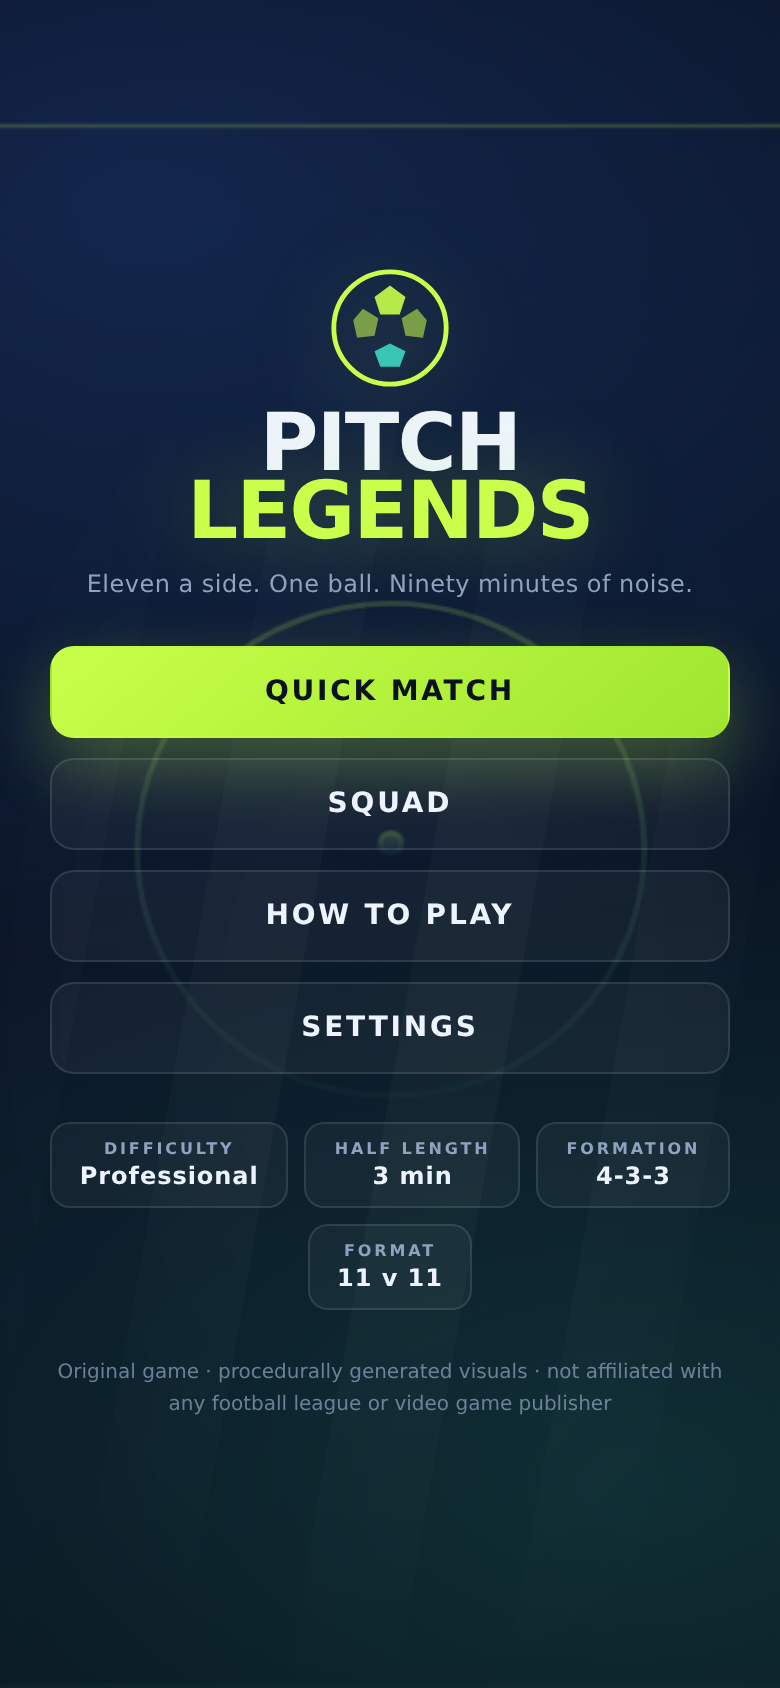 PITCH
LEGENDS
Eleven a side. One ball. Ninety minutes of noise.
QUICK MATCH
SQUAD
HOW TO PLAY
SETTINGS
DIFFICULTY
Professional
HALF LENGTH
3 min
FORMATION
4-3-3
FORMAT
11 v 11
Original game · procedurally generated visuals · not affiliated with
any football league or video game publisher